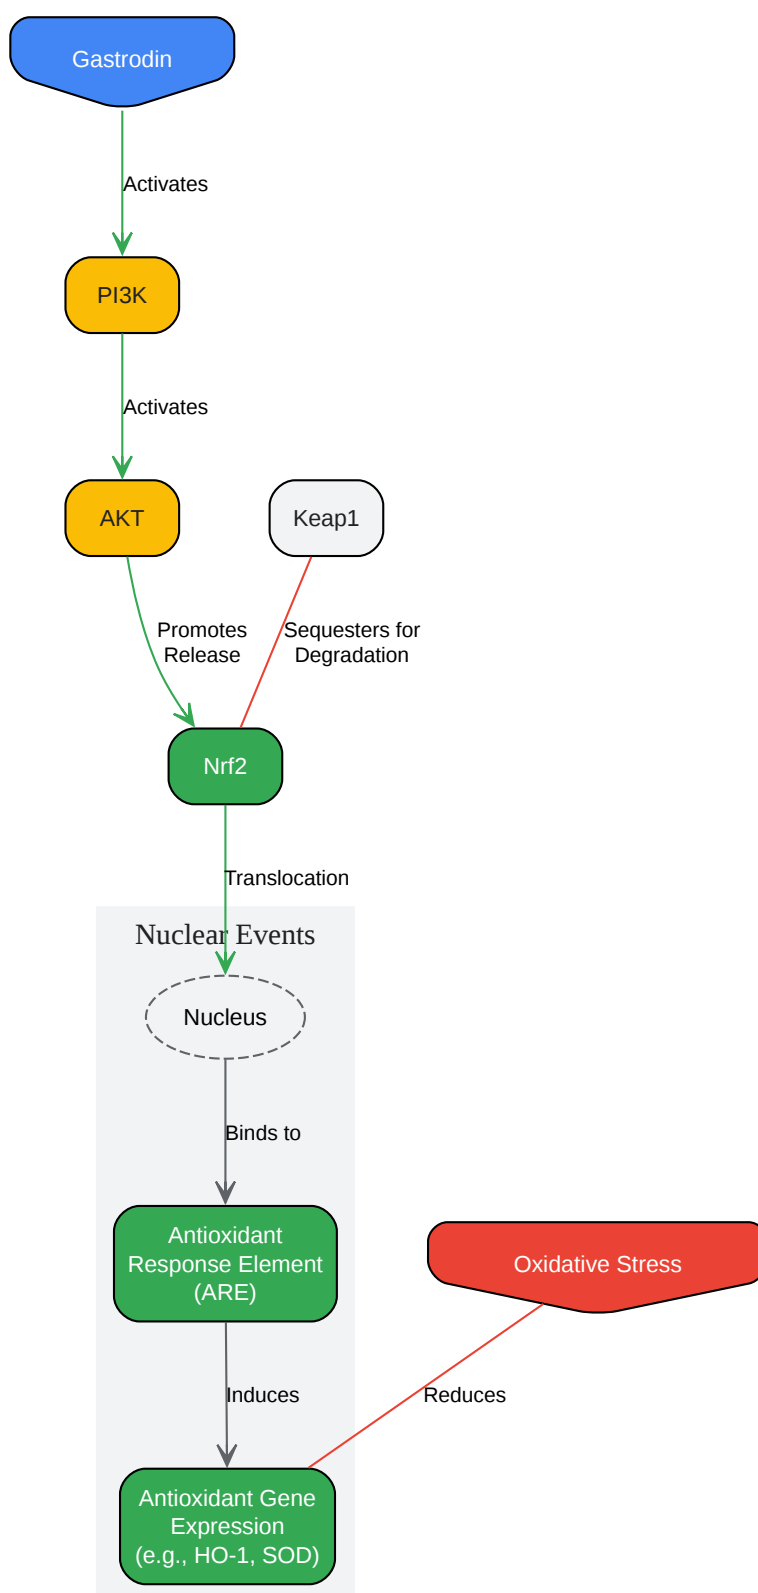 Gastrodin
Activates
PI3K
Activates
AKT
Keap1
Promotes
Release
Sequesters for
Degradation
Nrf2
Translocation
Nuclear Events
Nucleus
Binds to
Antioxidant
Response Element
(ARE)
Oxidative Stress
Induces
Reduces
Antioxidant Gene
Expression
(e.g., HO-1, SOD)